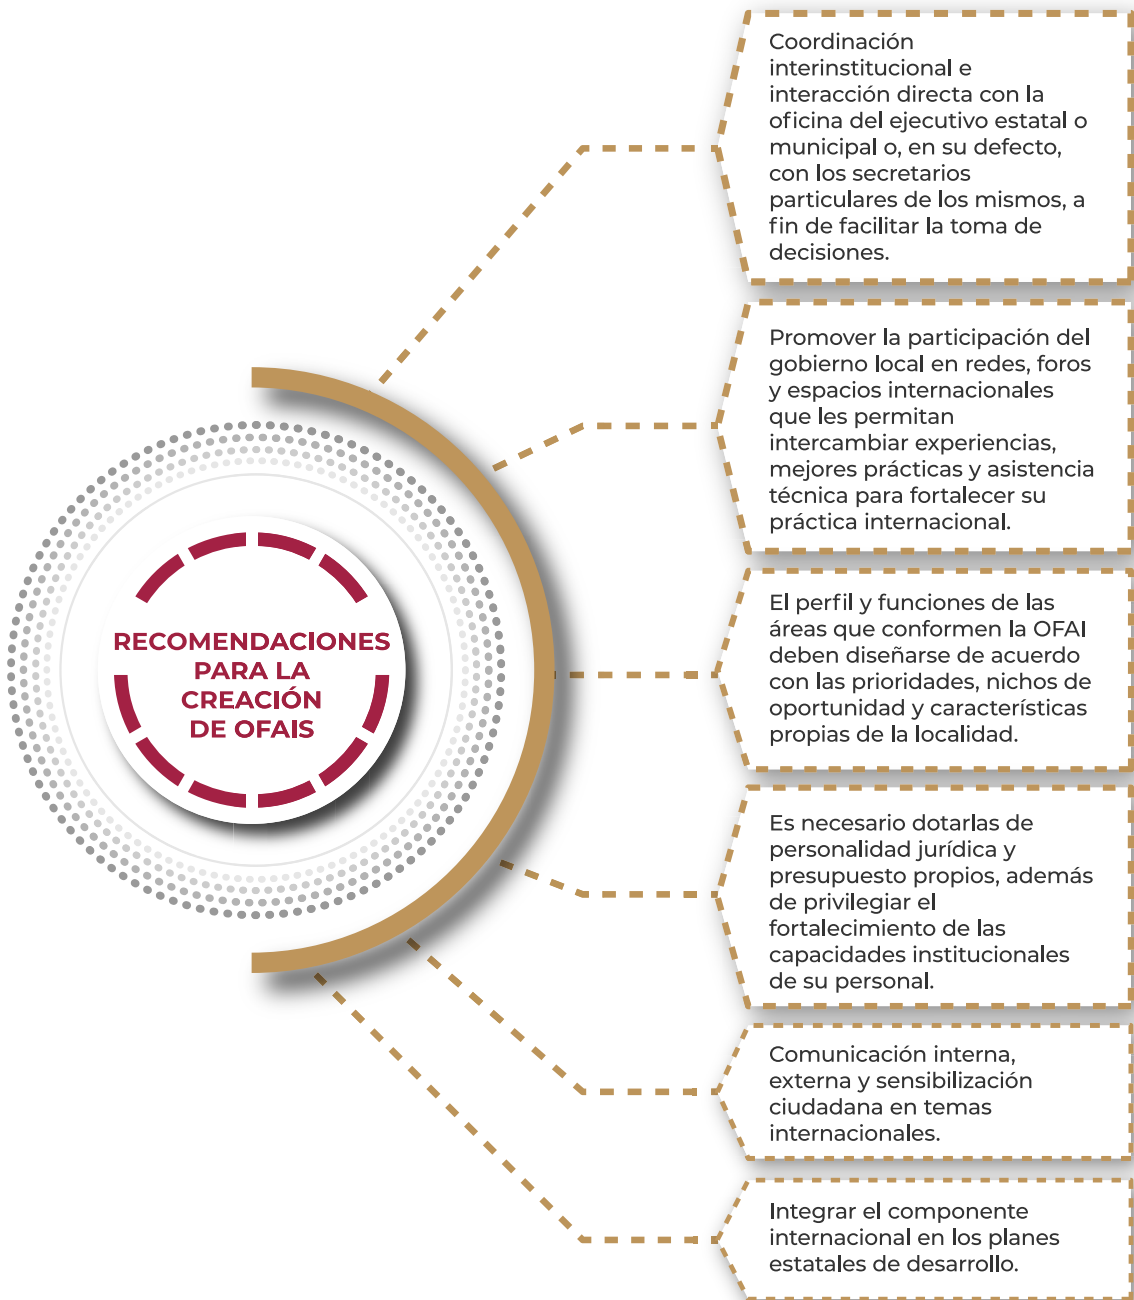 RECOMENDACIONES
PARA LA
CREACIÓN
DE OFAIS
Coordinación
interinstitucional e
interacción directa con la
oficina del ejecutivo estatal o
municipal o, en su defecto,
con los secretarios
particulares de los mismos, a
fin de facilitar la toma de
decisiones.
Promover la participación del
gobierno local en redes, foros
y espacios internacionales
que les permitan
intercambiar experiencias,
mejores prácticas y asistencia
técnica para fortalecer su
práctica internacional.
El perfil y funciones de las
áreas que conformen la OFAI
deben diseñarse de acuerdo
con las prioridades, nichos de
oportunidad y características
propias de la localidad.
Es necesario dotarlas de
personalidad jurídica y
presupuesto propios, además
de privilegiar el
fortalecimiento de las
capacidades institucionales
de su personal.
Comunicación interna,
externa y sensibilización
ciudadana en temas
internacionales.
Integrar el componente
internacional en los planes
estatales de desarrollo.